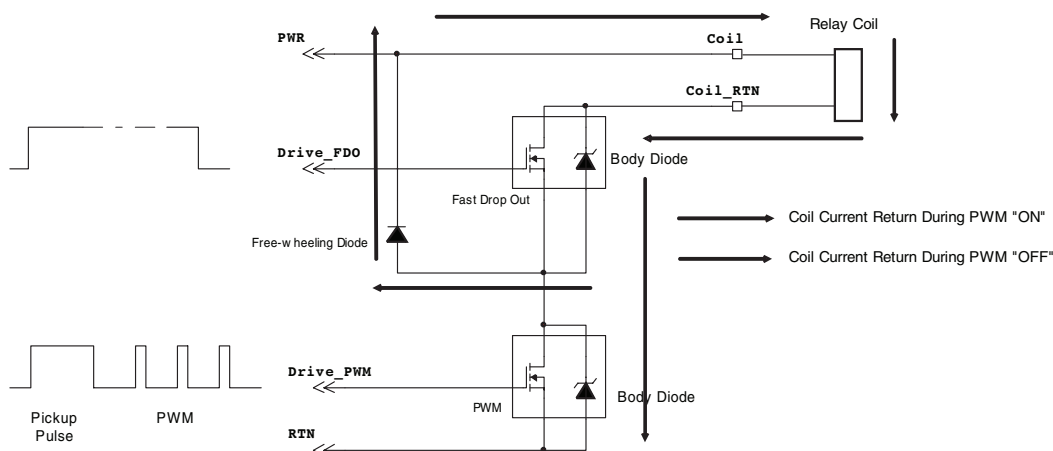 Relay Coil
PWR
Coil
Coil_RTN
Drive_FDO
Body Diode
Fast Drop Out
Coil Current Return During PWM "ON"
Free-w heeling Diode
Coil Current Return During PWM "OFF"
Drive_PWM
Body Diode
PWM
Pickup
Pulse
PWM
RTN